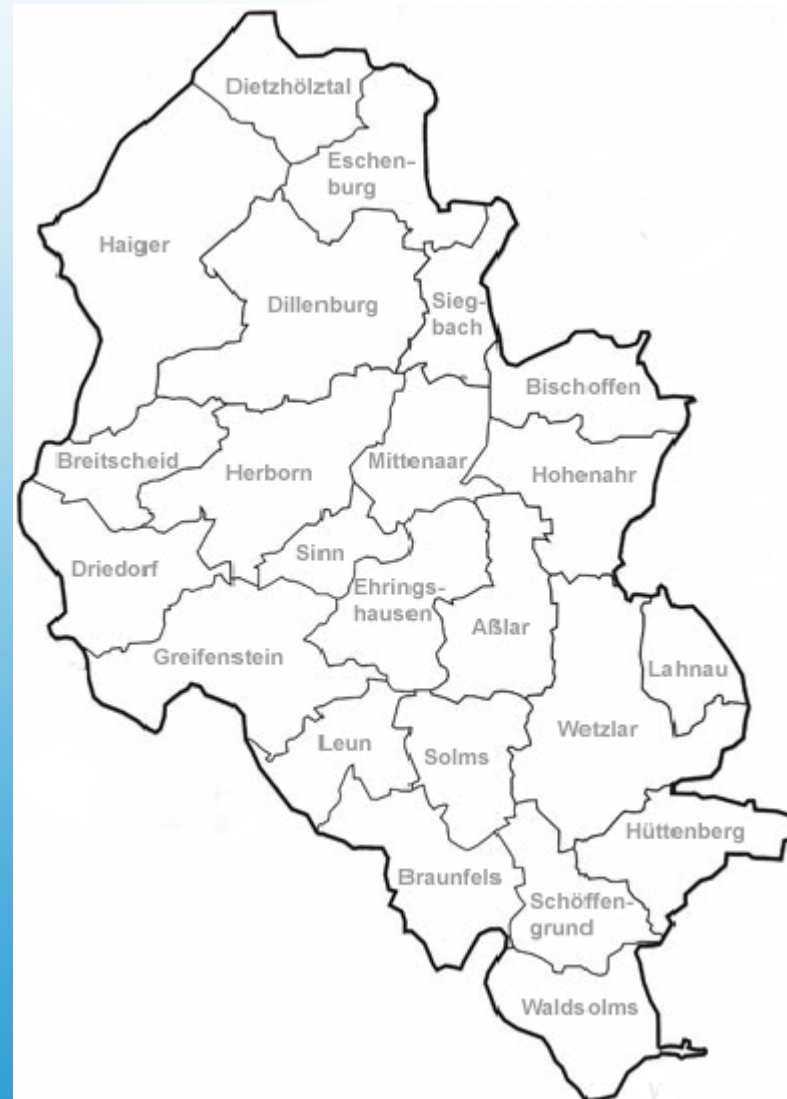 Dietzhölztal
Eschen-
burg
Haiger
Dillenburg
Sieg-
bach
Bischoffen
Breitscheid
Herborn
Mittenaar
Hohenahr
Driedorf
Sinn
Ehrings-
hausen
Aßlar
Greifenstein
Lahnau
Leun
Solms
Wetzlar
Hüttenberg
Braunfels
Schöffen-
grund
Waldsolms